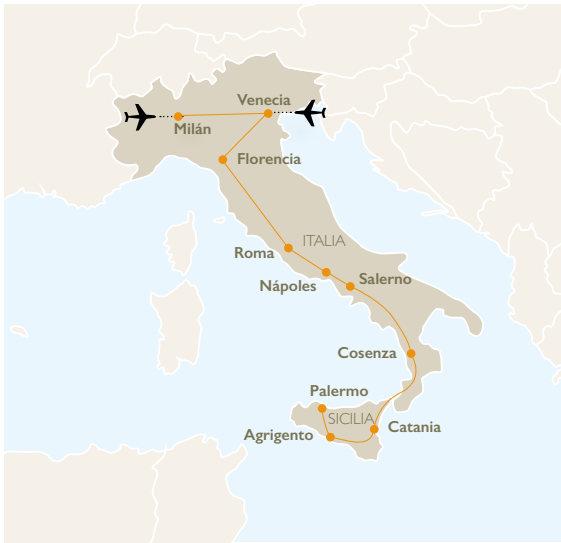 Venecia
Milán
Florencia
ITALIA
Roma
Salerno
Nápoles
Cosenza
Palermo
SICILIA
Catania
Agrigento